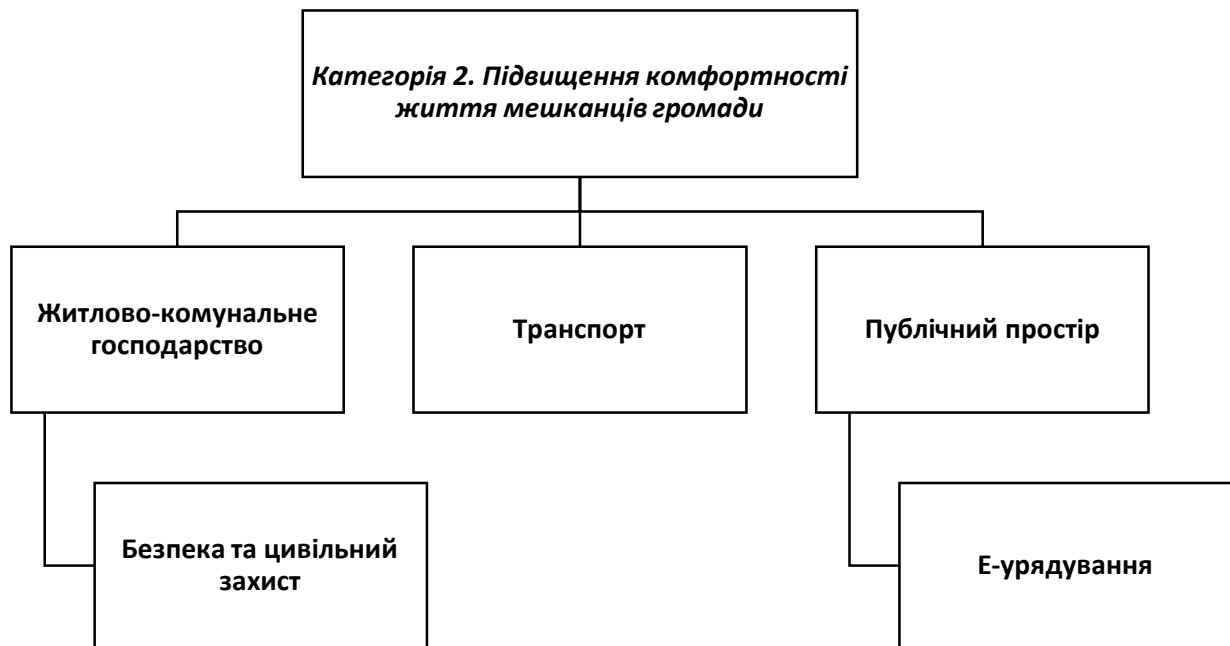 Категорія 2. Підвищення комфортності
життя мешканців громади
Житлово-комунальне
господарство
Транспорт
Публічний простір
Безпека та цивільний
захист
Е-урядування